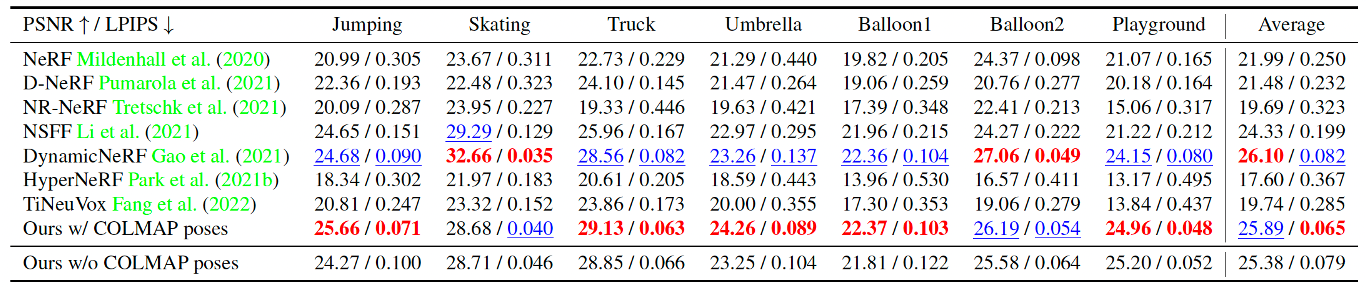 PSNR ↑ / LPIPS ↓ Jumping Skating Truck Umbrella Balloon1 Balloon2 Playground Average
NeRF Mildenhall et al. (2020) 20.99 / 0.305 23.67 / 0.311 22.73 / 0.229 21.29 / 0.440 19.82 / 0.205 24.37 / 0.098 21.07 / 0.165 21.99 / 0.250
D-NeRF Pumarola et al. (2021) 22.36 / 0.193 22.48 / 0.323 24.10 / 0.145 21.47 / 0.264 19.06 / 0.259 20.76 / 0.277 20.18 / 0.164 21.48 / 0.232
NR-NeRF Tretschk et al. (2021) 20.09 / 0.287 23.95 / 0.227 19.33 / 0.446 19.63 / 0.421 17.39 / 0.348 22.41 / 0.213 15.06 / 0.317 19.69 / 0.323
NSFF Li et al. (2021) 24.65 / 0.151 29.29 / 0.129 25.96 / 0.167 22.97 / 0.295 21.96 / 0.215 24.27 / 0.222 21.22 / 0.212 24.33 / 0.199
DynamicNeRF Gao et al. (2021) 24.68 / 0.090 32.66 / 0.035 28.56 / 0.082 23.26 / 0.137 22.36 / 0.104 27.06 / 0.049 24.15 / 0.080 26.10 / 0.082
HyperNeRF Park et al. (2021b) 18.34 / 0.302 21.97 / 0.183 20.61 / 0.205 18.59 / 0.443 13.96 / 0.530 16.57 / 0.411 13.17 / 0.495 17.60 / 0.367
TiNeuVox Fang et al. (2022) 20.81 / 0.247 23.32 / 0.152 23.86 / 0.173 20.00 / 0.355 17.30 / 0.353 19.06 / 0.279 13.84 / 0.437 19.74 / 0.285
Ours w/ COLMAP poses 25.66 / 0.071 28.68 / 0.040 29.13 / 0.063 24.26 / 0.089 22.37 / 0.103 26.19 / 0.054 24.96 / 0.048 25.89 / 0.065
Ours w/o COLMAP poses 24.27 / 0.100 28.71 / 0.046 28.85 / 0.066 23.25 / 0.104 21.81 / 0.122 25.58 / 0.064 25.20 / 0.052 25.38 / 0.079